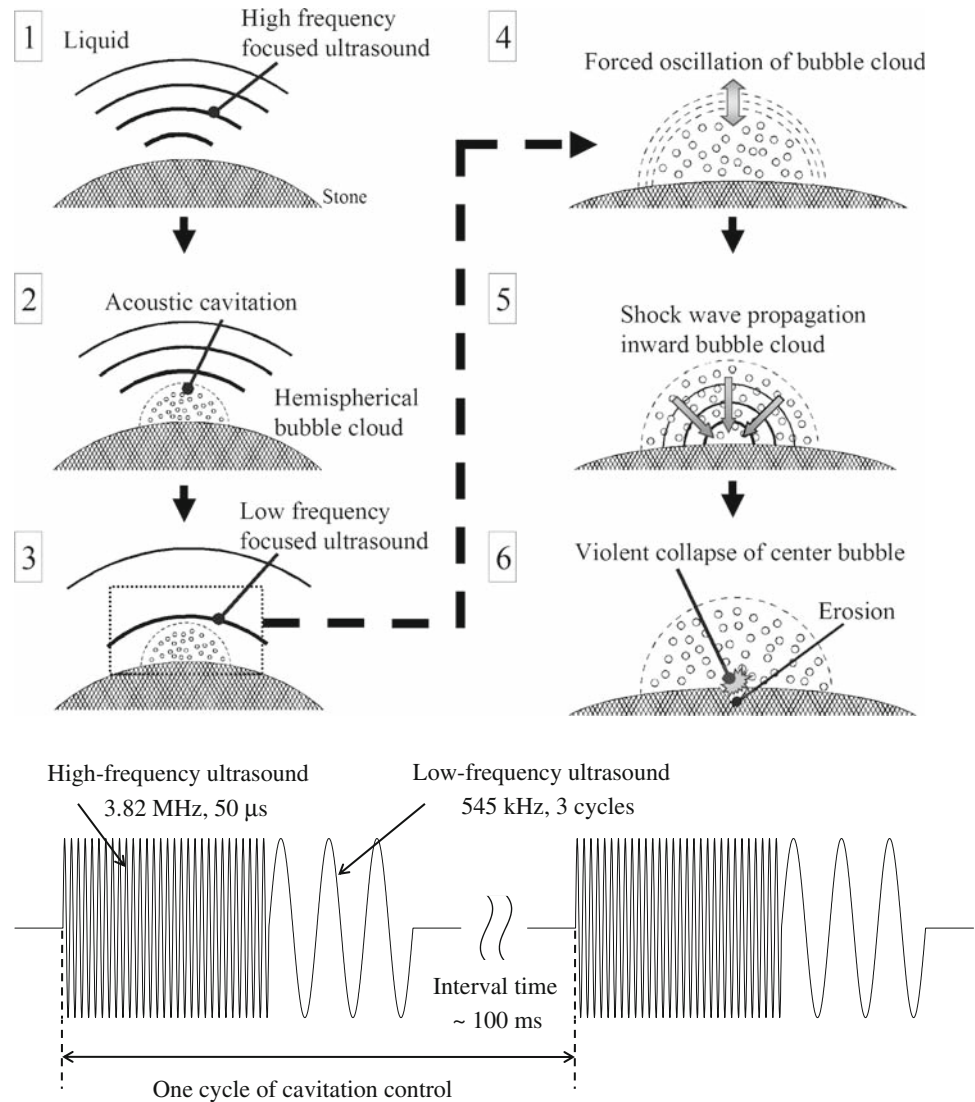 1
Liquid
High frequency
focused ultrasound
Stone
2
Acoustic cavitation
Hemispherical
bubble cloud
3
Low frequency
focused ultrasound
4
Forced oscillation of bubble cloud
5
Shock wave propagation
inward bubble cloud
6
Violent collapse of center bubble
Erosion
High-frequency ultrasound
3.82 MHz, 50 μs
Low-frequency ultrasound
545 kHz, 3 cycles
Interval time
~ 100 ms
One cycle of cavitation control